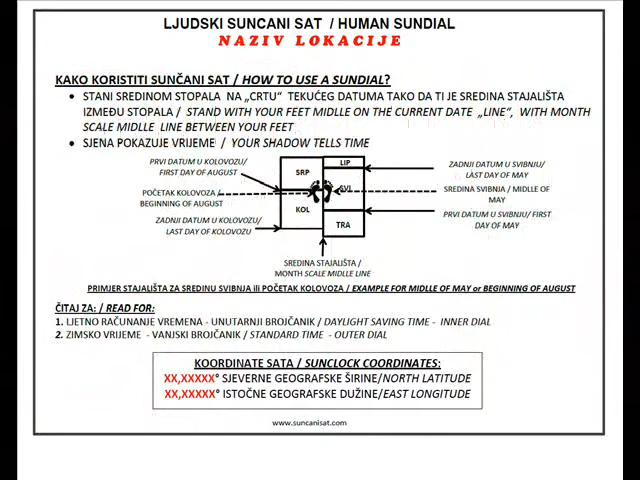 LJUDSKI SUNCANI SAT / HUMAN SUNDIAL
NAZIV LOKACIJE
KAKO KORISTITI SUNČANI SAT / HOW TO USE A SUNDIAL?
• STANI SREDINOM STOPALA NA „CRTU" TEKUĆEG DATUMA TAKO DA TI JE SREDINA STAJALIŠTA
IZMEĐU STOPALA / STAND WITH YOUR FEET MIDLLE ON THE CURRENT DATE „LINE", WITH MONTH
SCALE MIDLLE LINE BETWEEN YOUR FEET
• SJENA POKAZUJE VRIJEME / YOUR SHADOW TELLS TIME
PRVI DATUM U KOLOVOZU/
FIRST DAY OF AUGUST
POČETAK KOLOVOZA /
BEGINNING OF AUGUST
ZADNJI DATUM U KOLOVOZU/
LAST DAY OF KOLOVOZU
SRP
KOL
LIP
SVI
TRA
ZADNJI DATUM U SVIBNJU/
LAST DAY OF MAY
SREDINA SVIBNJA / MIDLLE OF
MAY
PRVI DATUM U SVIBNJU/ FIRST
DAY OF MAY
SREDINA STAJALIŠTA /
MONTH SCALE MIDLLE LINE
PRIMJER STAJALIŠTA ZA SREDINU SVIBNJA ili POČETAK KOLOVOZA / EXAMPLE FOR MIDLLE OF MAY or BEGINNING OF AUGUST
ČITAJ ZA: / READ FOR:
1. LJETNO RAČUNANJE VREMENA - UNUTARNJI BROJČANIK / DAYLIGHT SAVING TIME - INNER DIAL
2. ZIMSKO VRIJEME - VANJSKI BROJČANIK / STANDARD TIME - OUTER DIAL
KOORDINATE SATA / SUNCLOCK COORDINATES:
XX,XXXXX° SJEVERNE GEOGRAFSKE ŠIRINE/NORTH LATITUDE
XX,XXXXX° ISTOČNE GEOGRAFSKE DUŽINE/EAST LONGITUDE
www.suncanisat.com